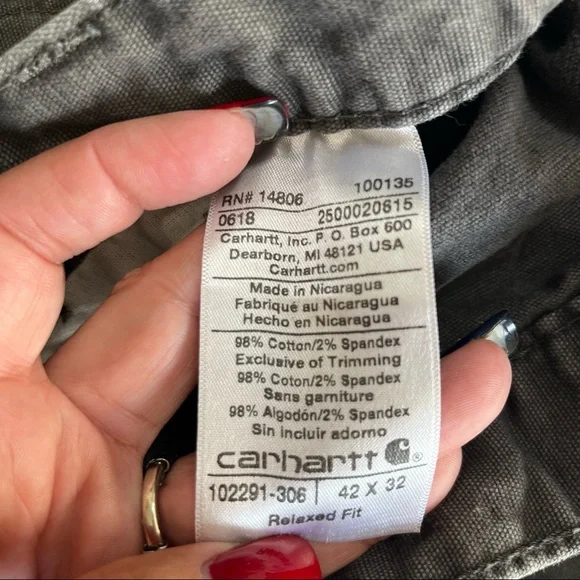 RN# 14806 100135
0618 2500020615
Carhartt, Inc. P.O. Box 600
Dearborn, MI 48121 USA
Carhartt.com
Made in Nicaragua
Fabriqué au Nicaragua
Hecho en Nicaragua
98% Cotton/2% Spandex
Exclusive of Trimming
98% Coton/2% Spandex
Sans garniture
98% Algodón/2% Spandex
Sin incluir adorno
carhartt ®
102291-306 | 42 X 32
Relaxed Fit